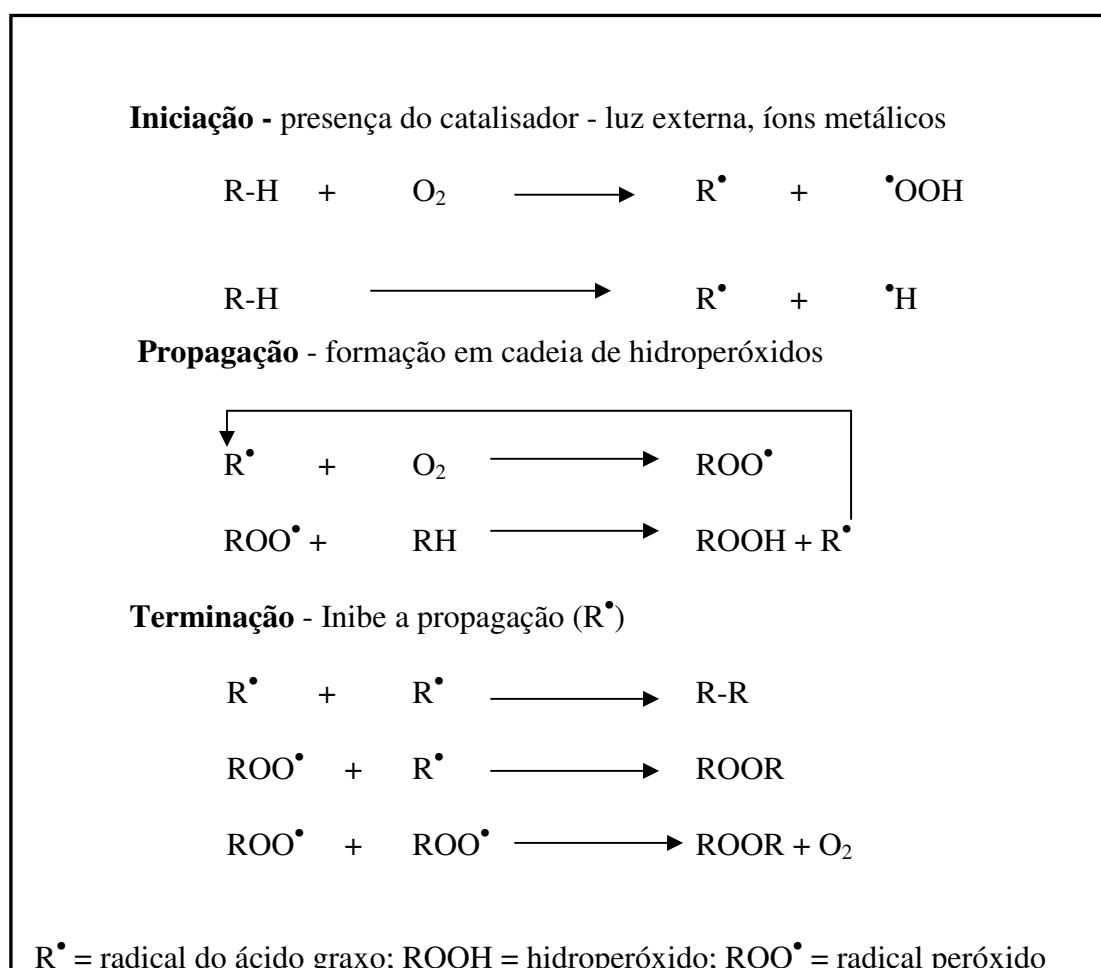 Iniciação - presença do catalisador - luz externa, íons metálicos
R-H + O₂ R• + •OOH
R-H R• + •H
Propagação - formação em cadeia de hidroperóxidos
R• + O₂ ROO•
ROO• + RH ROOH + R•
Terminação - Inibe a propagação (R•)
R• + R• R-R
ROO• + R• ROOR
ROO• + ROO• ROOR + O₂
R• = radical do ácido graxo; ROOH = hidroperóxido; ROO• = radical peróxido